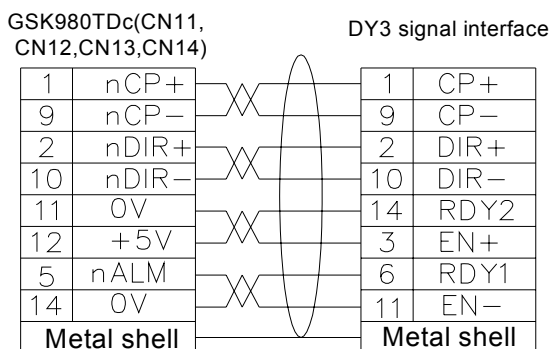 GSK980TDc(CN11,
CN12,CN13,CN14)
DY3 signal interface
1 nCP+ 1 CP+
9 nCP− 9 CP−
2 nDIR+ 2 DIR+
10 nDIR− 10 DIR−
11 0V 14 RDY2
12 +5V 3 EN+
5 nALM 6 RDY1
14 0V 11 EN−
Metal shell Metal shell